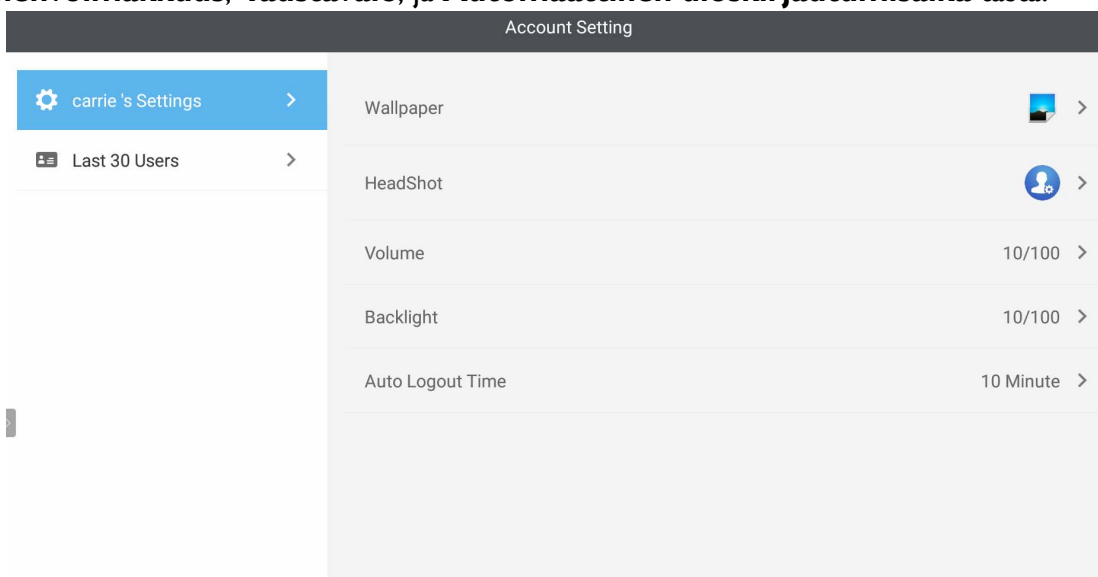 Account Setting
carrie 's Settings
Last 30 Users
Wallpaper
HeadShot
Volume 10/100
Backlight 10/100
Auto Logout Time 10 Minute